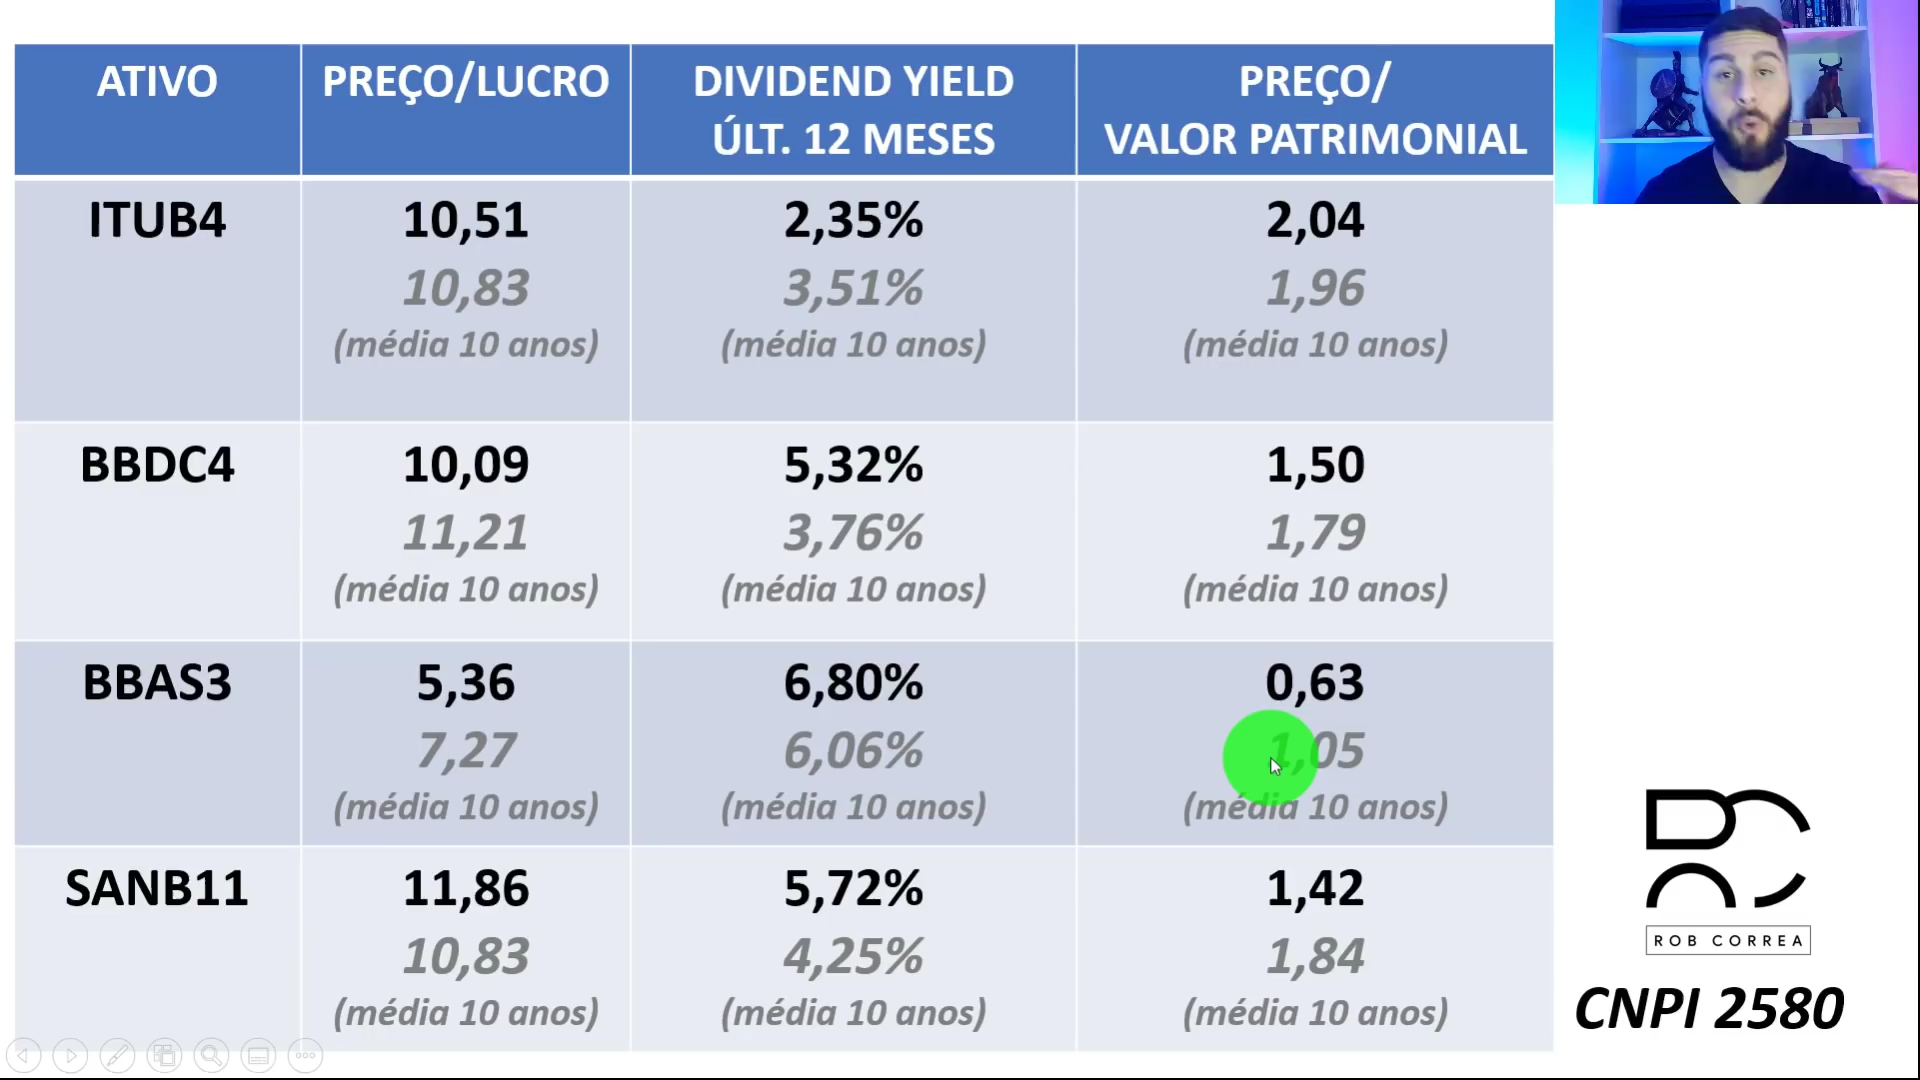 ATIVO
PREÇO/LUCRO
DIVIDEND YIELD
ÚLT. 12 MESES
PREÇO/
VALOR PATRIMONIAL
ITUB4
10,51
10,83
(média 10 anos)
2,35%
3,51%
(média 10 anos)
2,04
1,96
(média 10 anos)
BBDC4
10,09
11,21
(média 10 anos)
5,32%
3,76%
(média 10 anos)
1,50
1,79
(média 10 anos)
BBAS3
5,36
7,27
(média 10 anos)
6,80%
6,06%
(média 10 anos)
0,63
1,05
(média 10 anos)
SANB11
11,86
10,83
(média 10 anos)
5,72%
4,25%
(média 10 anos)
1,42
1,84
(média 10 anos)
ROB CORREA
CNPI 2580